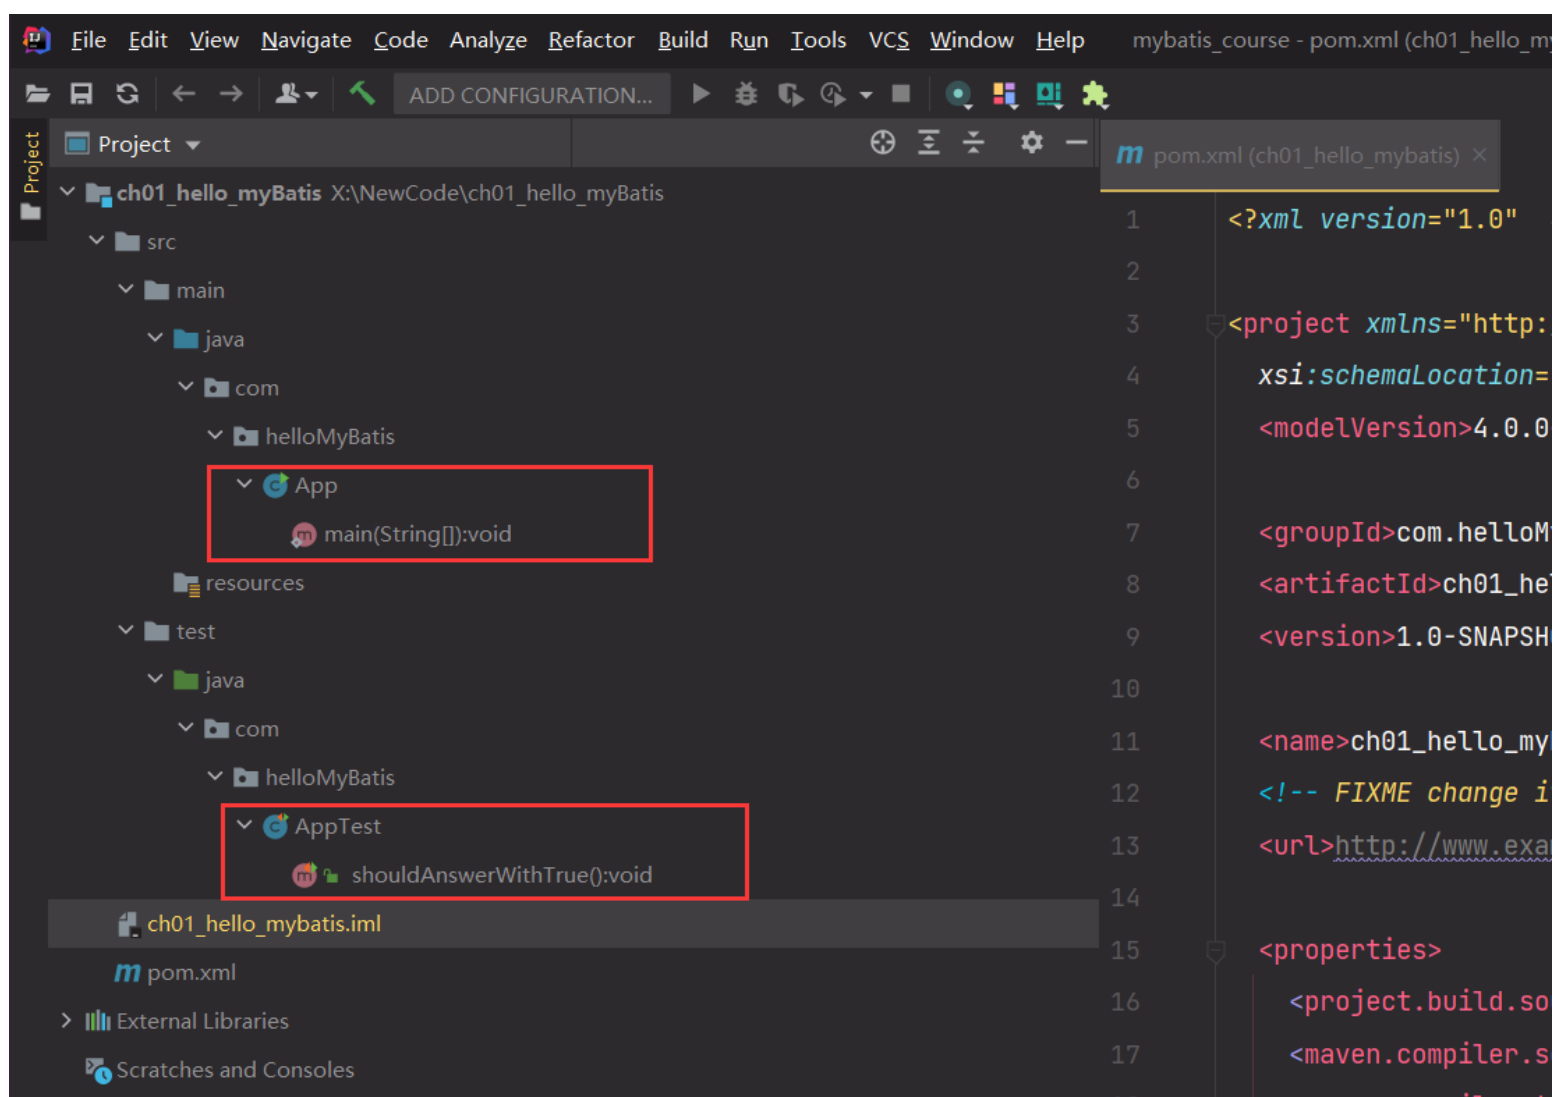 File Edit View Navigate Code Analyze Refactor Build Run Tools VCS Window Help mybatis_course - pom.xml (ch01_hello_my
ADD CONFIGURATION...
Project
Project
pom.xml (ch01_hello_mybatis)
ch01_hello_myBatis X:\NewCode\ch01_hello_myBatis
src
main
java
com
helloMyBatis
App
main(String[]):void
resources
test
java
com
helloMyBatis
AppTest
shouldAnswerWithTrue():void
ch01_hello_mybatis.iml
pom.xml
External Libraries
Scratches and Consoles
1 <?xml version="1.0"
2
3 <project xmlns="http:
4 xsi:schemaLocation=
5 <modelVersion>4.0.0
6
7 <groupId>com.helloM
8 <artifactId>ch01_he
9 <version>1.0-SNAPSH
10
11 <name>ch01_hello_my
12 <!-- FIXME change i
13 <url>http://www.exa
14
15 <properties>
16 <project.build.so
17 <maven.compiler.s